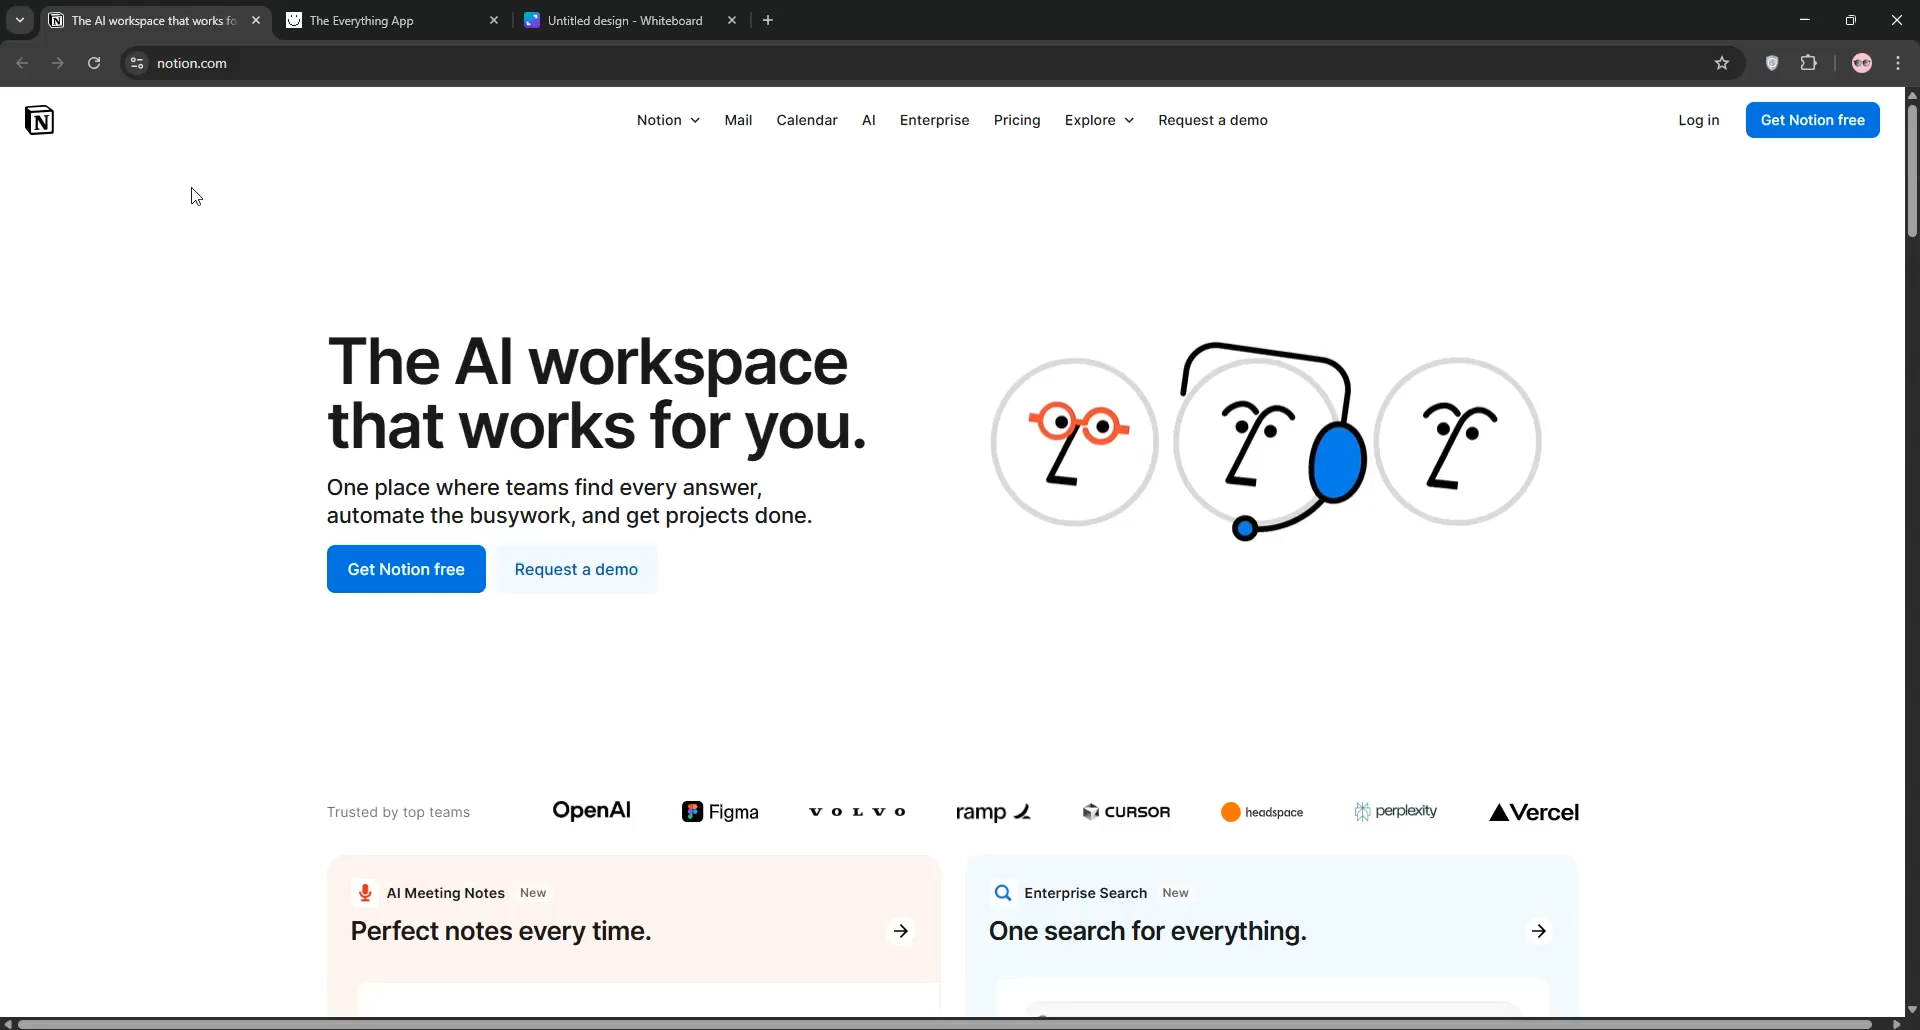 The AI workspace that works fo
The Everything App
Untitled design - Whiteboard
notion.com
N
Notion
Mail
Calendar
AI
Enterprise
Pricing
Explore
Request a demo
Log in
Get Notion free
The AI workspace
that works for you.
One place where teams find every answer,
automate the busywork, and get projects done.
Get Notion free
Request a demo
Trusted by top teams
OpenAI
Figma
VOLVO
ramp
CURSOR
headspace
perplexity
Vercel
AI Meeting Notes New
Perfect notes every time.
Enterprise Search New
One search for everything.